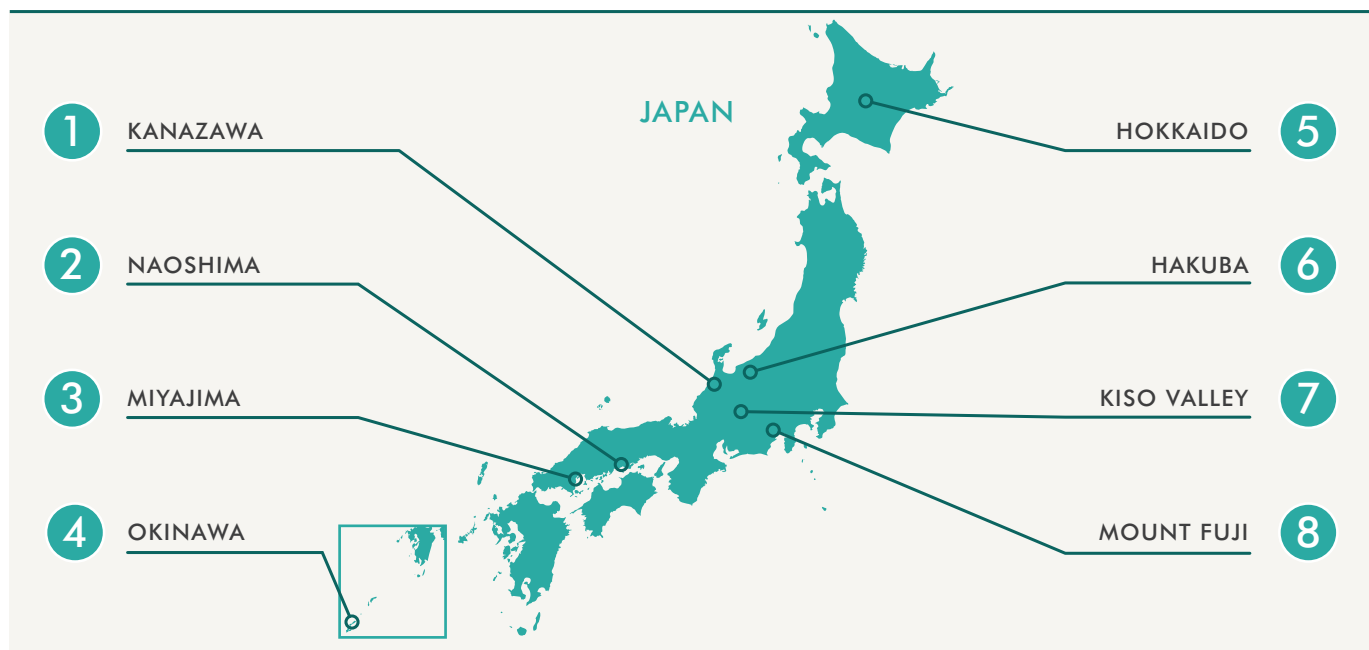 JAPAN
1 KANAZAWA
2 NAOSHIMA
3 MIYAJIMA
4 OKINAWA
HOKKAIDO 5
HAKUBA 6
KISO VALLEY 7
MOUNT FUJI 8